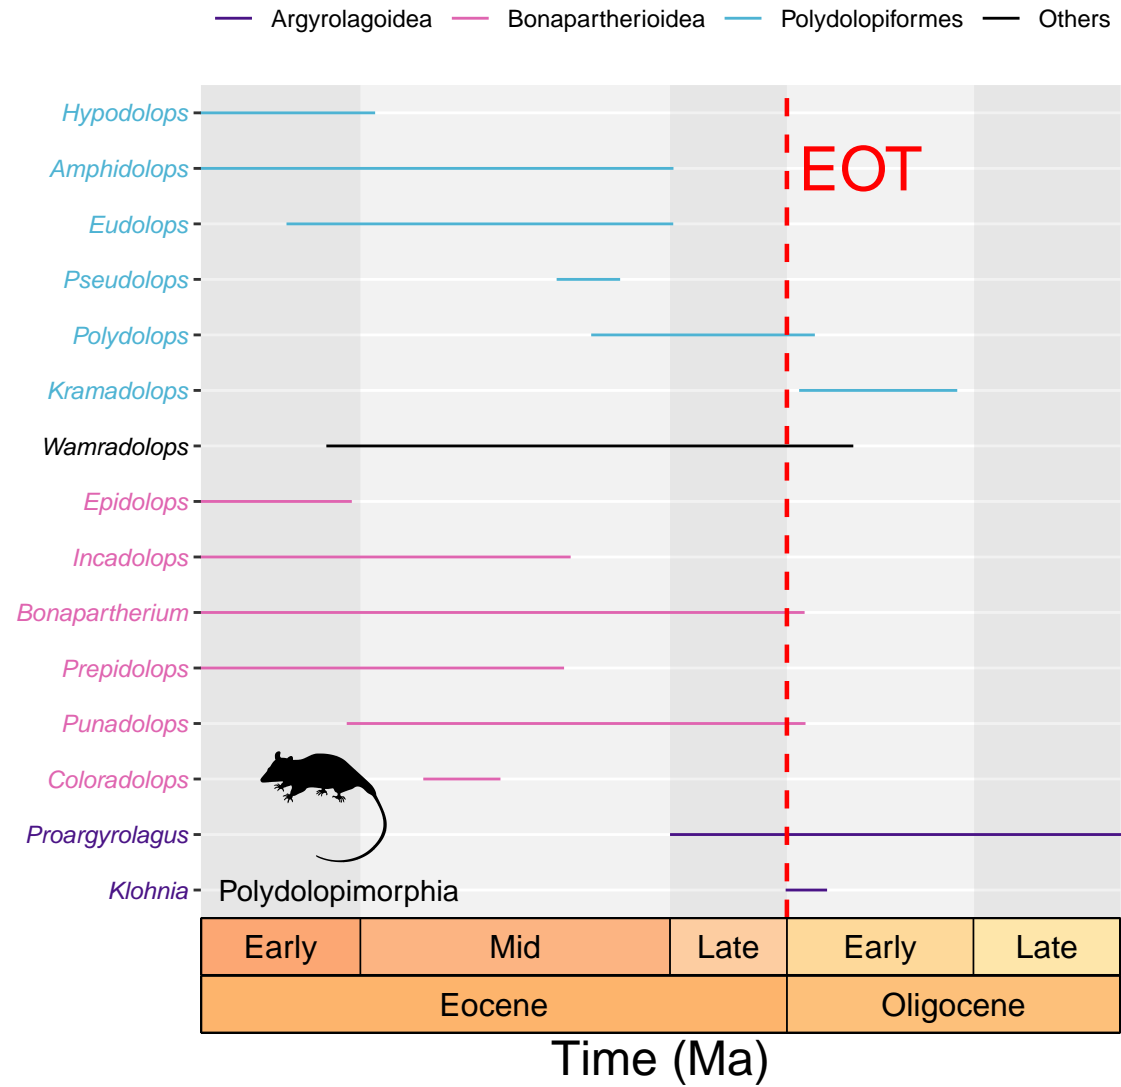 Argyrolagoidea Bonapartherioidea Polydolopiformes Others
Hypodolops
Amphidolops
EOT
Eudolops
Pseudolops
Polydolops
Kramadolops
Wamradolops
Epidolops
Incadolops
Bonapartherium
Prepidolops
Punadolops
Coloradolops
Proargyrolagus
Klohnia
Polydolopimorphia
Early Mid Late Early Late
Eocene Oligocene
Time (Ma)